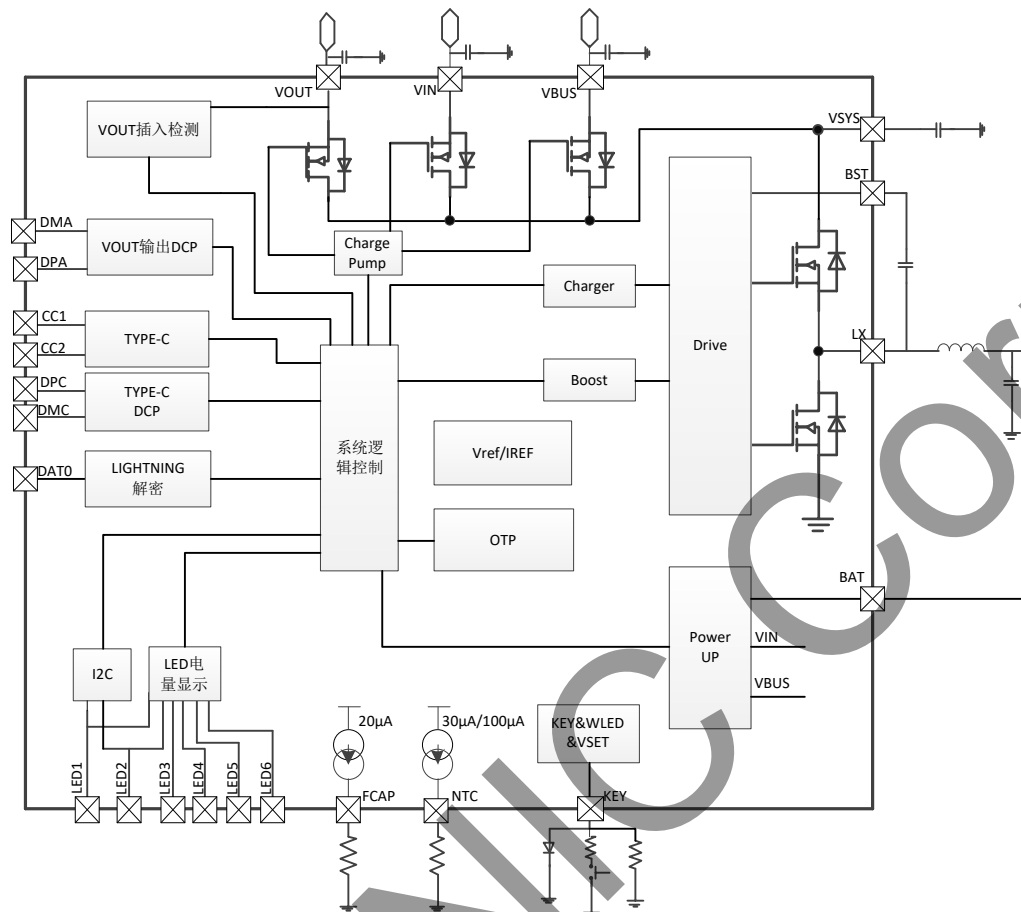 VOUT
VIN
VBUS
VSYS
VOUT插入检测
BST
DMA
VOUT输出DCP
Charge
Pump
DPA
Charger
CC1
TYPE-C
CC2
Drive
LX
DPC
TYPE-C
DCP
DMC
Boost
系统逻
辑控制
Vref/IREF
DAT0
LIGHTNING
解密
OTP
BAT
Power
UP
VIN
VBUS
I2C
LED电
量显示
20μA
30μA/100μA
KEY&WLED
&VSET
LED1
LED2
LED3
LED4
LED5
LED6
FCAP
NTC
KEY